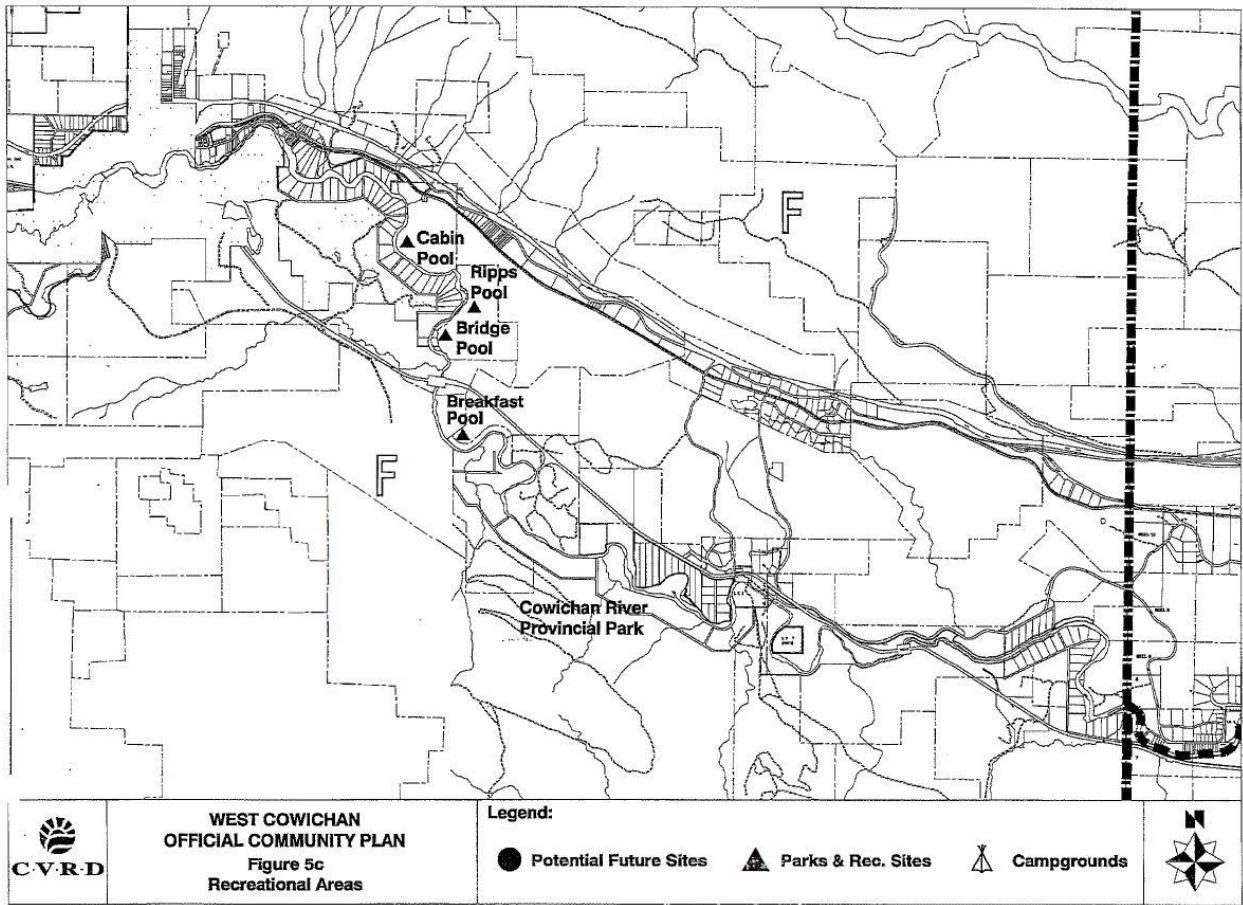 F
Cabin
Pool
Ripps
Pool
Bridge
Pool
Breakfast
Pool
F
Cowichan River
Provincial Park
C·V·R·D
WEST COWICHAN
OFFICIAL COMMUNITY PLAN
Figure 5c
Recreational Areas
Legend:
Potential Future Sites
Parks & Rec. Sites
Campgrounds
N